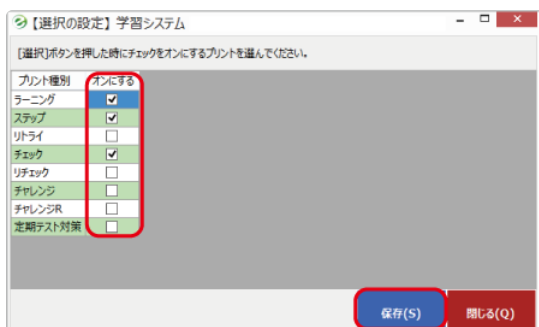 【選択の設定】学習システム
[選択]ボタンを押した時にチェックをオンにするプリントを選んでください。
プリント種別 オンにする
ラーニング
ステップ
リトライ
チェック
リチェック
チャレンジ
チャレンジR
定期テスト対策
保存(S) 閉じる(Q)